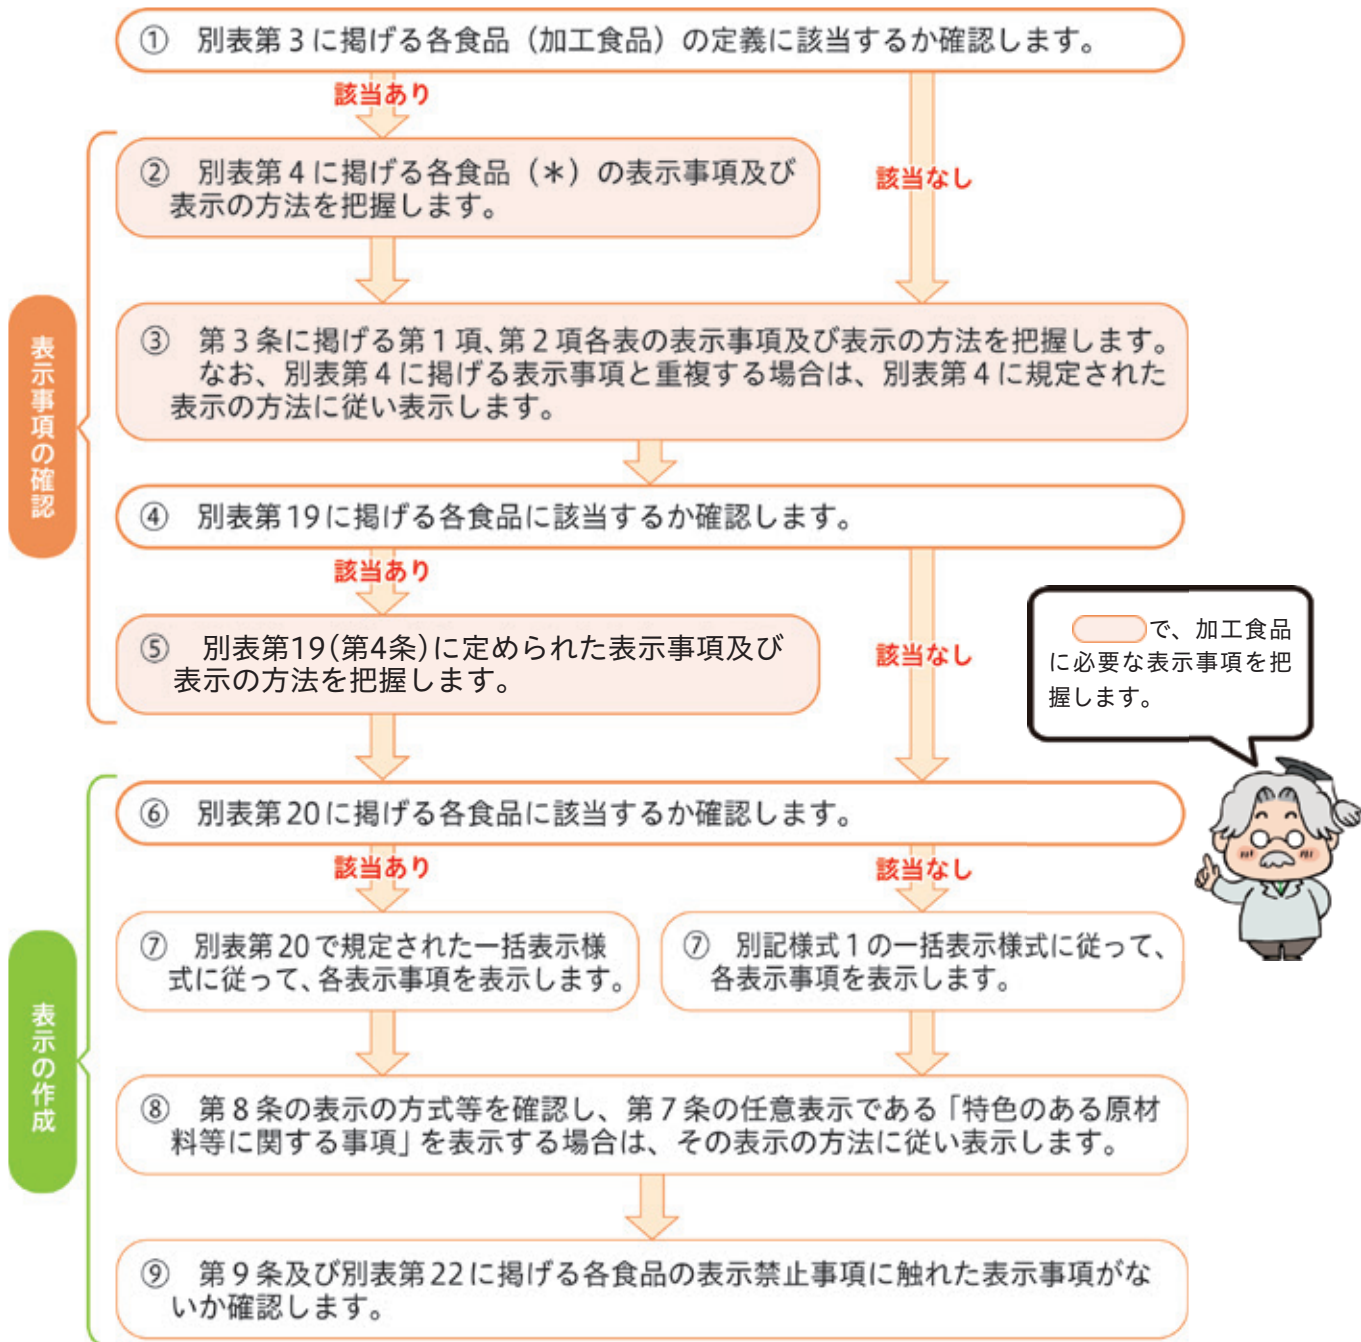 ① 別表第3に掲げる各食品（加工食品）の定義に該当するか確認します。
該当あり
該当なし
表示事項の確認
② 別表第4に掲げる各食品（＊）の表示事項及び
表示の方法を把握します。
③ 第3条に掲げる第1項、第2項各表の表示事項及び表示の方法を把握します。
なお、別表第4に掲げる表示事項と重複する場合は、別表第4に規定された
表示の方法に従い表示します。
④ 別表第19に掲げる各食品に該当するか確認します。
該当あり
該当なし
⑤ 別表第19(第4条)に定められた表示事項及び
表示の方法を把握します。
で、加工食品
に必要な表示事項を把
握します。
表示の作成
⑥ 別表第20に掲げる各食品に該当するか確認します。
該当あり
該当なし
⑦ 別表第20で規定された一括表示様
式に従って、各表示事項を表示します。
⑦ 別記様式1の一括表示様式に従って、
各表示事項を表示します。
⑧ 第8条の表示の方式等を確認し、第7条の任意表示である「特色のある原材
料等に関する事項」を表示する場合は、その表示の方法に従い表示します。
⑨ 第9条及び別表第22に掲げる各食品の表示禁止事項に触れた表示事項がな
いか確認します。